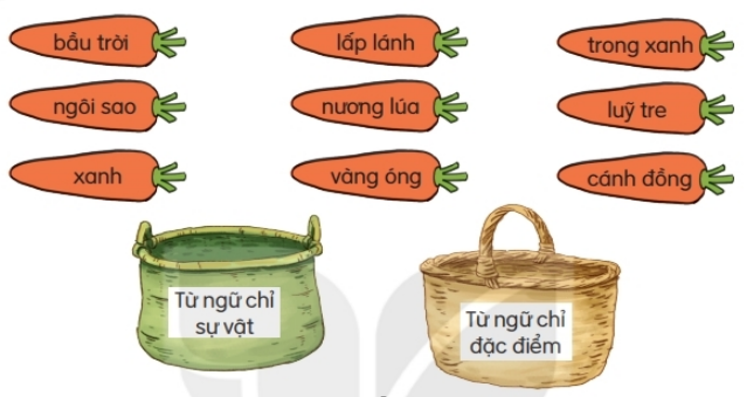 bầu trời
lấp lánh
trong xanh
ngôi sao
nương lúa
luỹ tre
xanh
vàng óng
cánh đồng
Từ ngữ chỉ
sự vật
Từ ngữ chỉ
đặc điểm